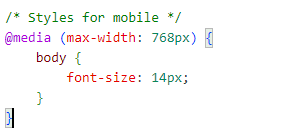 /* Styles for mobile */
@media (max-width: 768px) {
    body {
        font-size: 14px;
    }
}